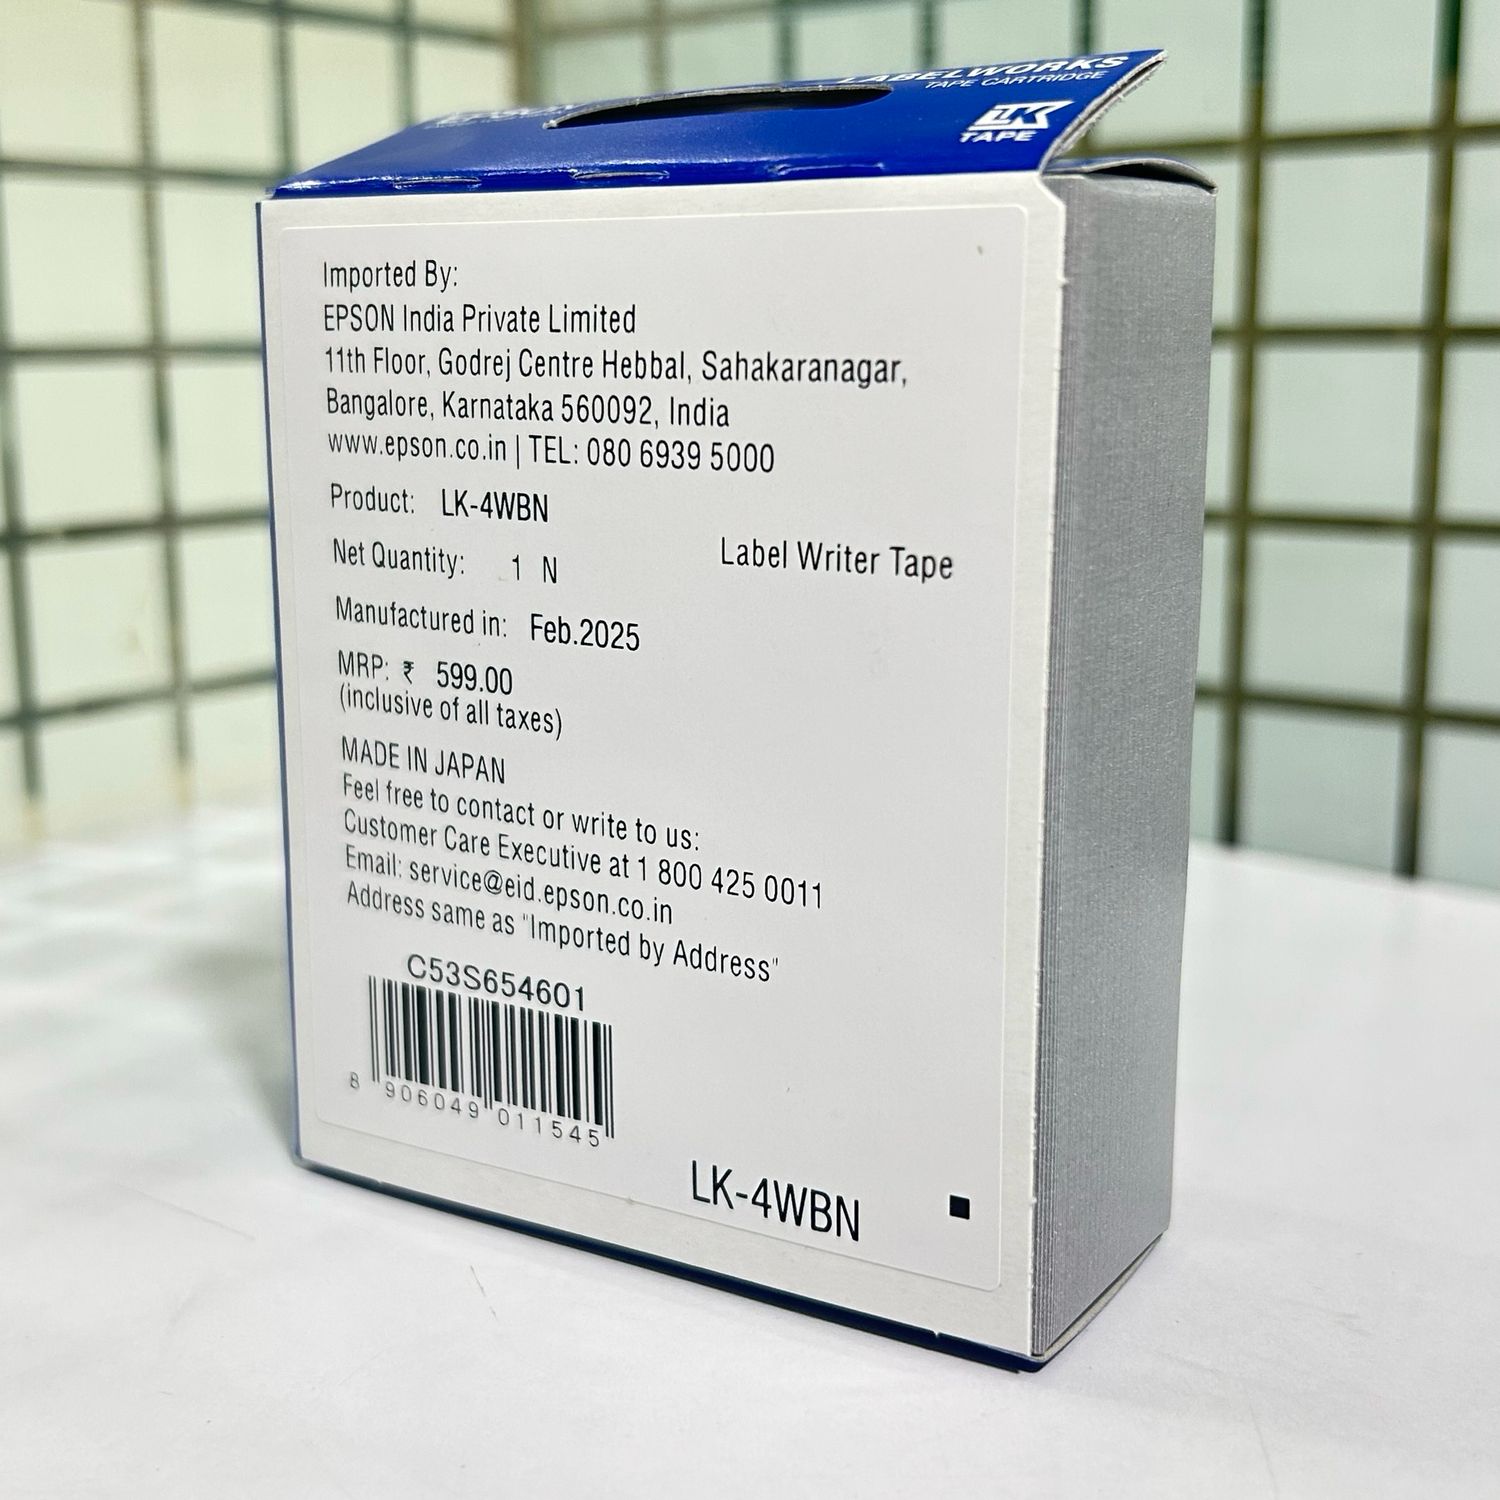 LABELWORKS
TAPE CARTRIDGE
LK
TAPE
Imported By:
EPSON India Private Limited
11th Floor, Godrej Centre Hebbal, Sahakaranagar,
Bangalore, Karnataka 560092, India
www.epson.co.in | TEL: 080 6939 5000
Product: LK-4WBN
Net Quantity: 1 N Label Writer Tape
Manufactured in: Feb.2025
MRP: ₹ 599.00
(inclusive of all taxes)
MADE IN JAPAN
Feel free to contact or write to us:
Customer Care Executive at 1 800 425 0011
Email: service@eid.epson.co.in
Address same as "Imported by Address"
C53S654601
8 906049 011545
LK-4WBN